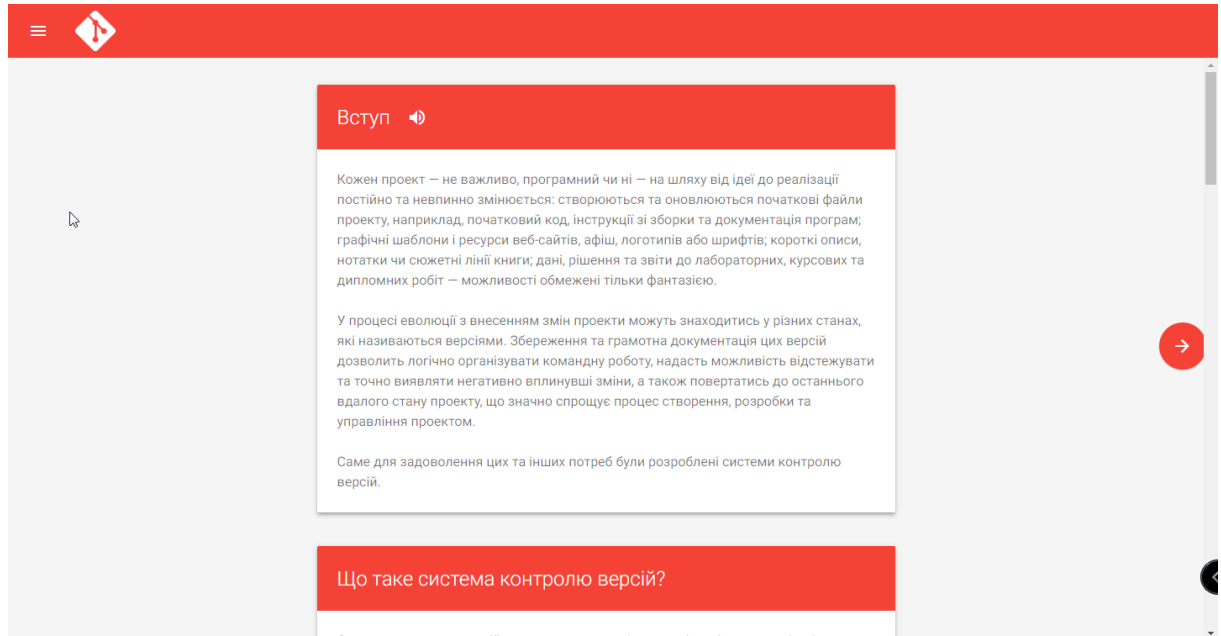 Вступ
Кожен проект — не важливо, програмний чи ні — на шляху від ідеї до реалізації
постійно та невпинно змінюється: створюються та оновлюються початкові файли
проекту, наприклад, початковий код, інструкції зі зборки та документація програм;
графічні шаблони і ресурси веб-сайтів, афіш, логотипів або шрифтів; короткі описи,
нотатки чи сюжетні лінії книги; дані, рішення та звіти до лабораторних, курсових та
дипломних робіт — можливості обмежені тільки фантазією.
У процесі еволюції з внесенням змін проекти можуть знаходитись у різних станах,
які називаються версіями. Збереження та грамотна документація цих версій
дозволить логічно організувати командну роботу, надасть можливість відстежувати
та точно виявляти негативно вплинувші зміни, а також повертатись до останнього
вдалого стану проекту, що значно спрощує процес створення, розробки та
управління проектом.
Саме для задоволення цих та інших потреб були розроблені системи контролю
версій.
Що таке система контролю версій?